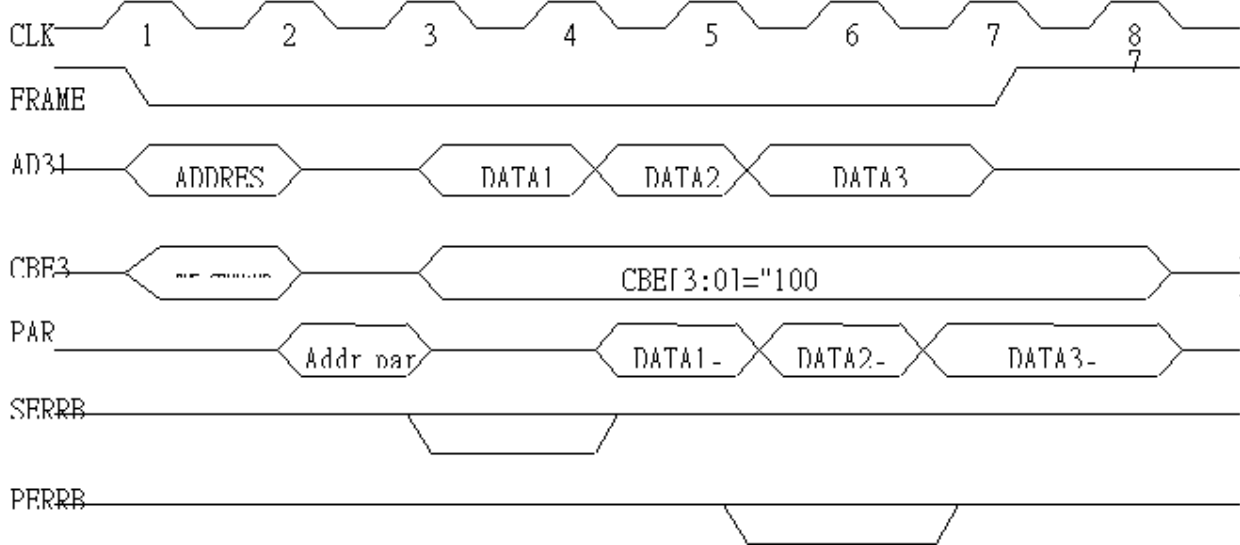 CLK 1 2 3 4 5 6 7 8
7
FRAME
AD31 ADDRES DATA1 DATA2 DATA3
CBE3 CBE[3:0]="100
PAR Addr par DATA1- DATA2- DATA3-
SERRB
PERRB